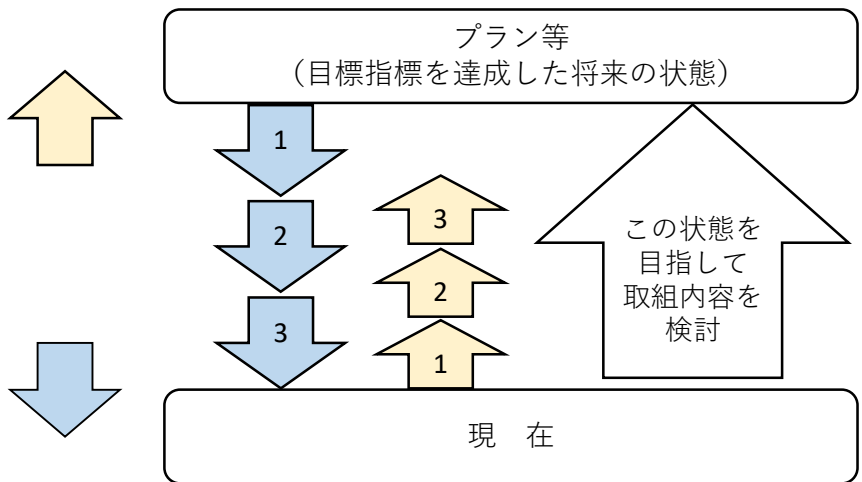 プラン等
（目標指標を達成した将来の状態）
1
2
3
3
2
1
この状態を
目指して
取組内容を
検討
現　在